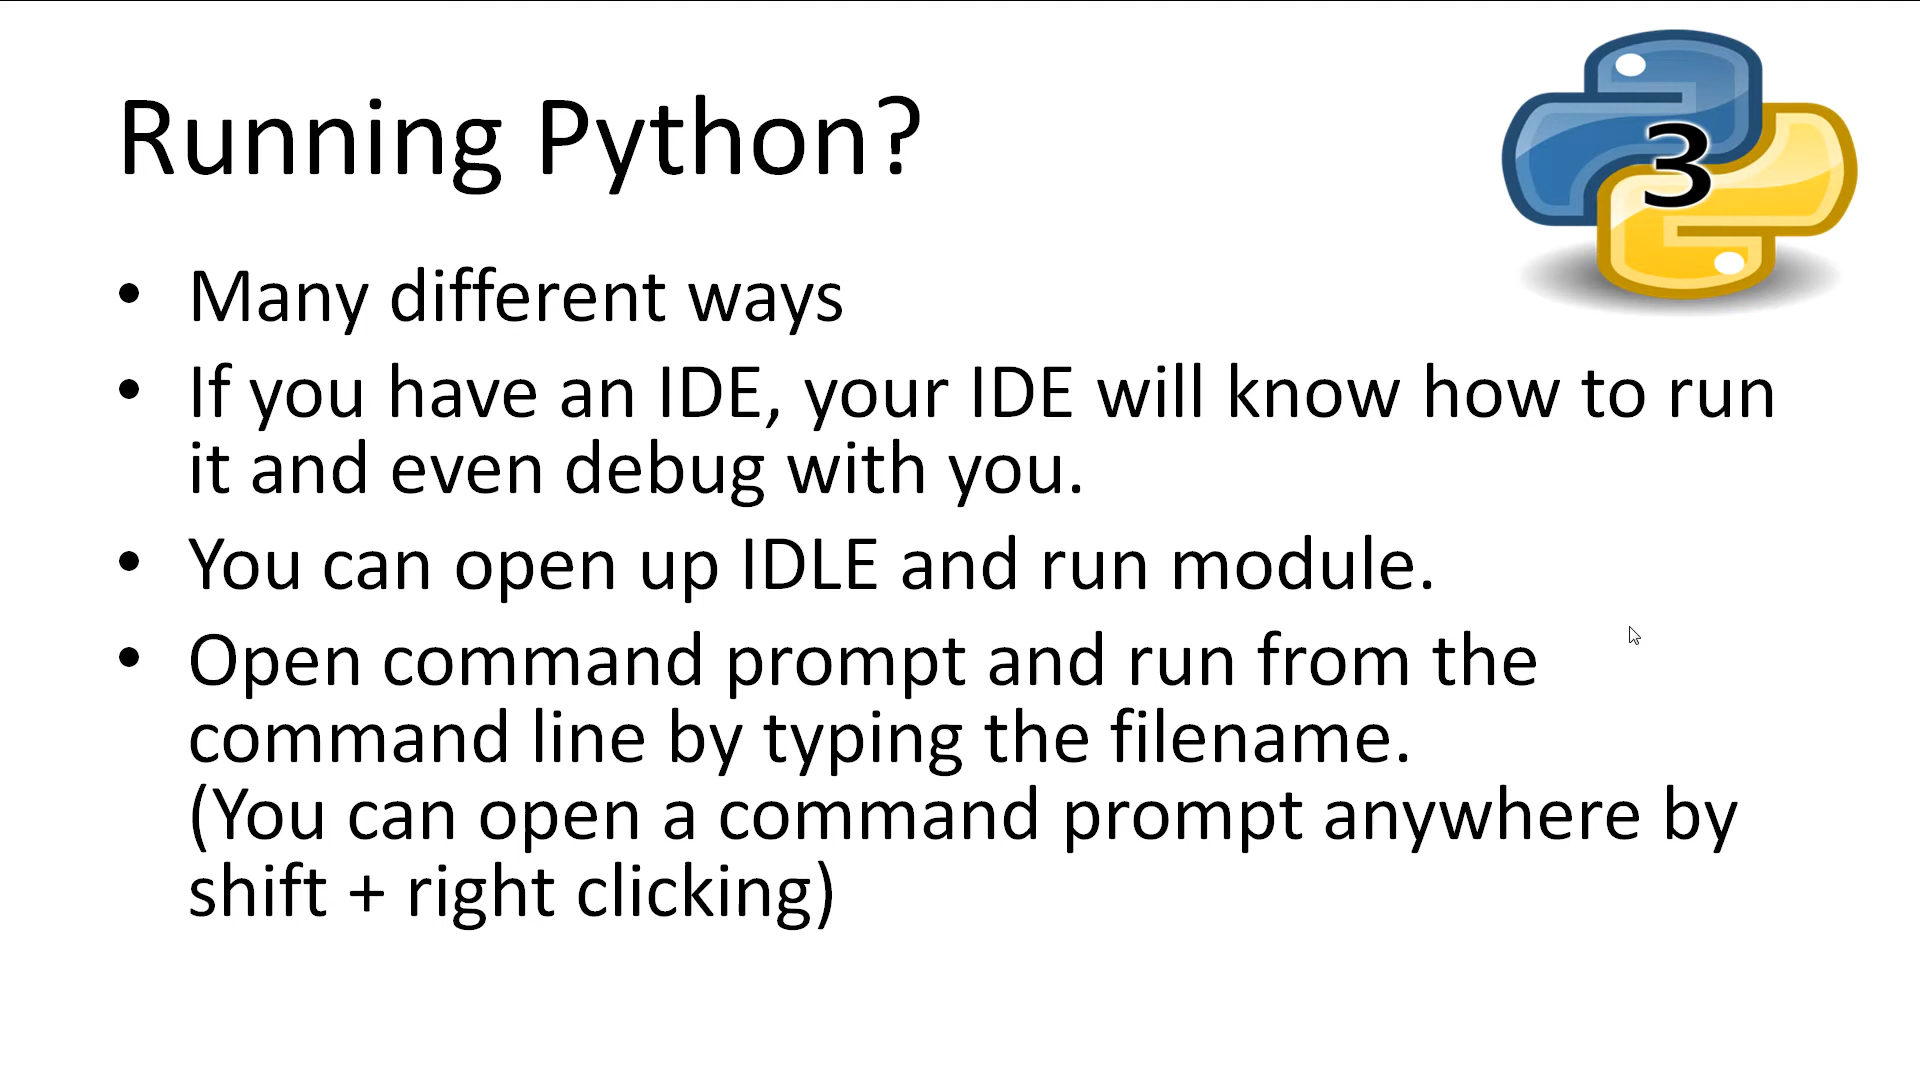 Running Python?
3
• Many different ways
• If you have an IDE, your IDE will know how to run
it and even debug with you.
• You can open up IDLE and run module.
• Open command prompt and run from the
command line by typing the filename.
(You can open a command prompt anywhere by
shift + right clicking)